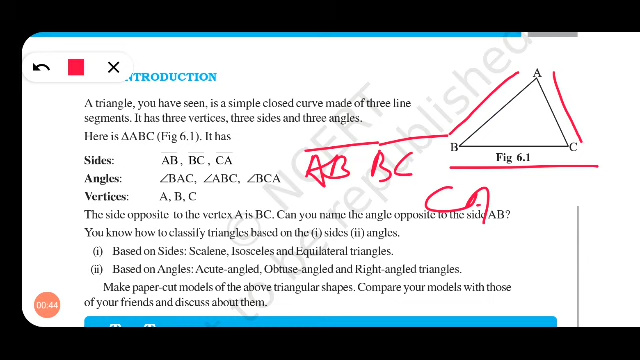 INTRODUCTION
A triangle, you have seen, is a simple closed curve made of three line
segments. It has three vertices, three sides and three angles.
Here is ΔABC (Fig 6.1). It has
Sides: AB, BC, CA
Angles: ∠BAC, ∠ABC, ∠BCA
Vertices: A, B, C
A
B
C
Fig 6.1
AB BC
CA
The side opposite to the vertex A is BC. Can you name the angle opposite to the side AB?
You know how to classify triangles based on the (i) sides (ii) angles.
(i) Based on Sides: Scalene, Isosceles and Equilateral triangles.
(ii) Based on Angles: Acute-angled, Obtuse-angled and Right-angled triangles.
Make paper-cut models of the above triangular shapes. Compare your models with those
of your friends and discuss about them.
© NCERT
not to be republished
00:44